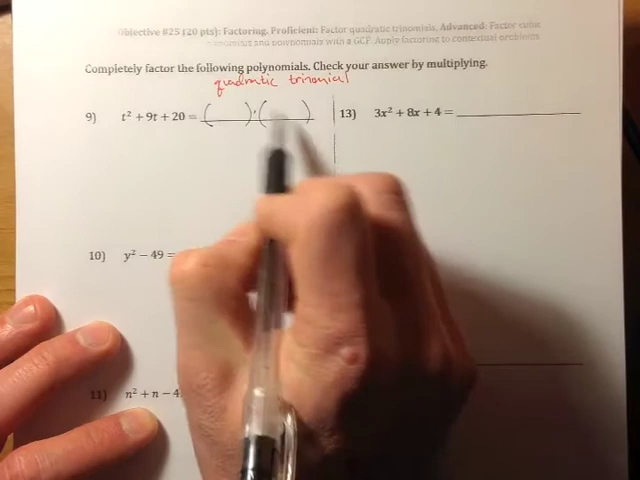 Objective #25 (20 pts): Factoring. Proficient: Factor quadratic trinomials, Advanced: Factor cubic
and polynomials with a GCF. Apply factoring to contextual problems
Completely factor the following polynomials. Check your answer by multiplying.
quadratic trinomial
9) t² + 9t + 20 = ( )·( )
13) 3x² + 8x + 4 =
10) y² − 49 =
11) n² + n − 4